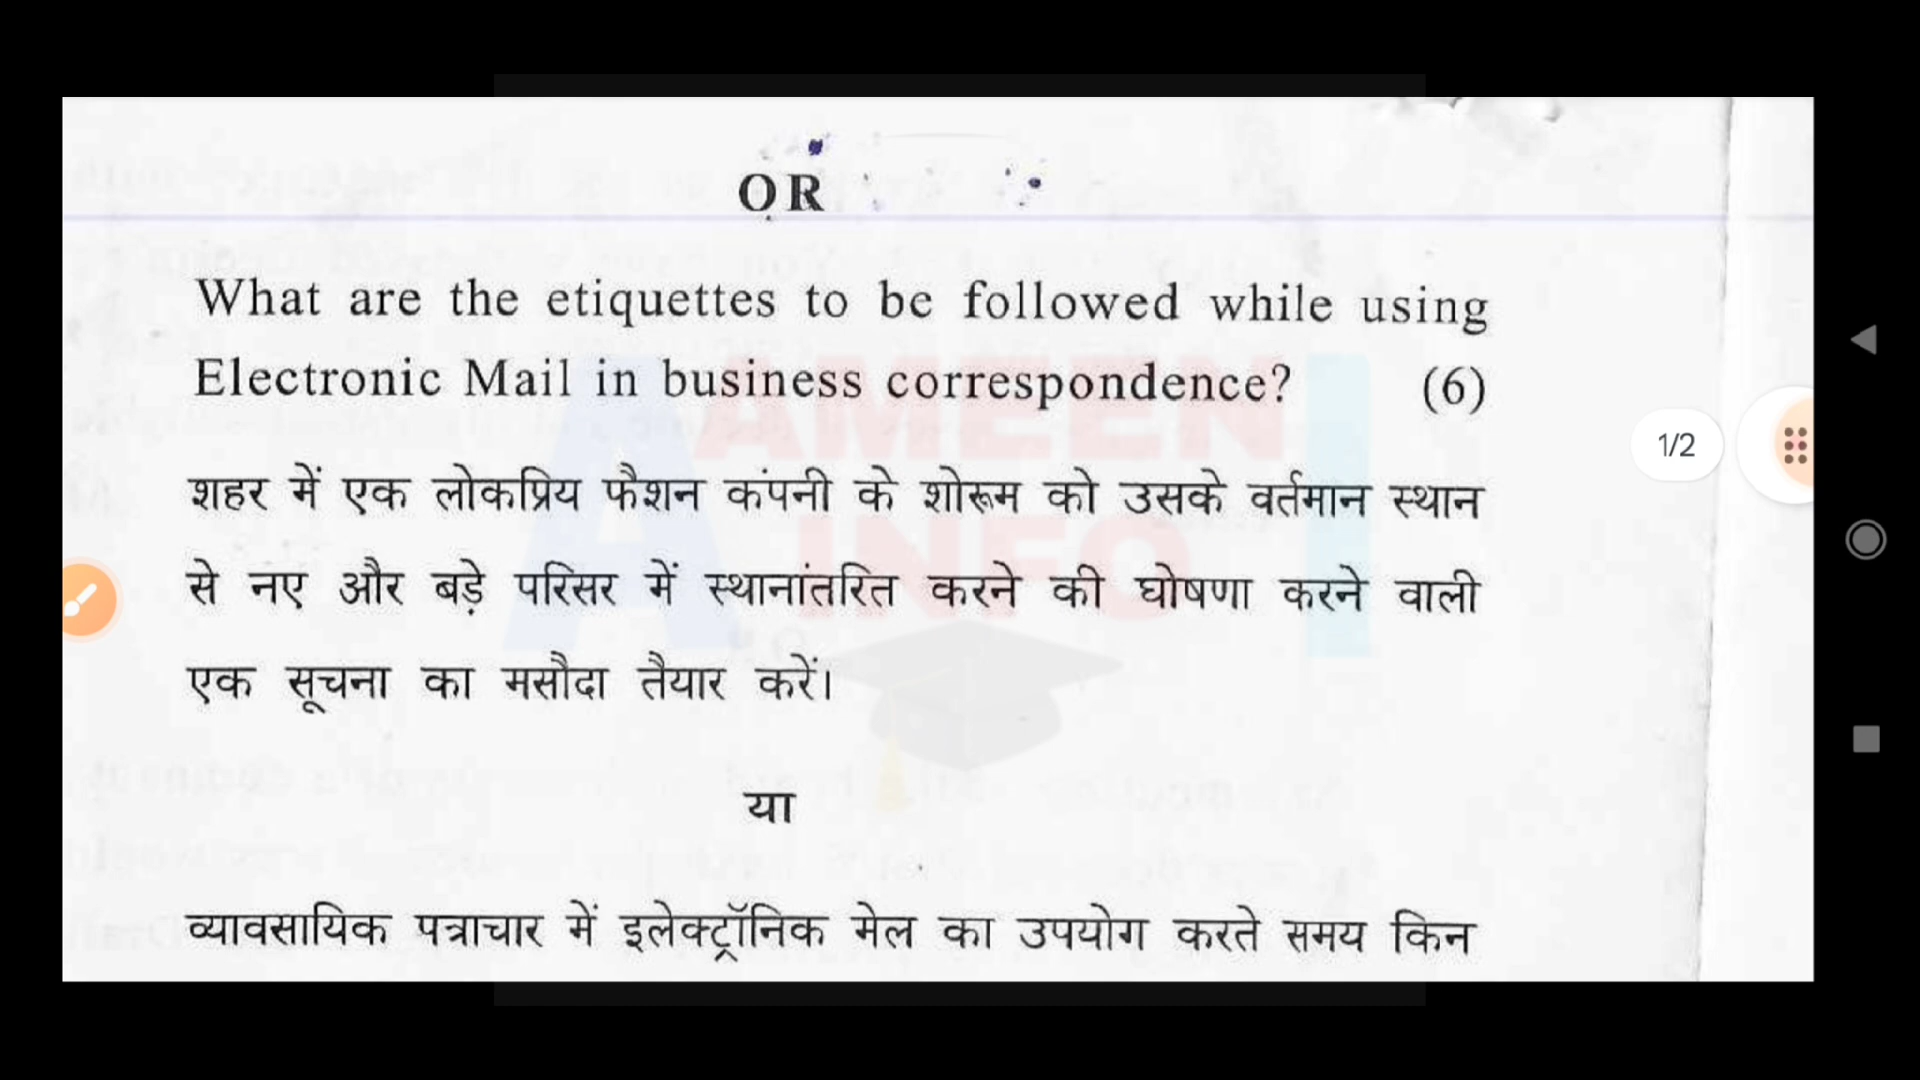 OR
What are the etiquettes to be followed while using
Electronic Mail in business correspondence? (6)
शहर में एक लोकप्रिय फैशन कंपनी के शोरूम को उसके वर्तमान स्थान
से नए और बड़े परिसर में स्थानांतरित करने की घोषणा करने वाली
एक सूचना का मसौदा तैयार करें।
या
व्यावसायिक पत्राचार में इलेक्ट्रॉनिक मेल का उपयोग करते समय किन
1/2
AMEEN
INFO
A
I